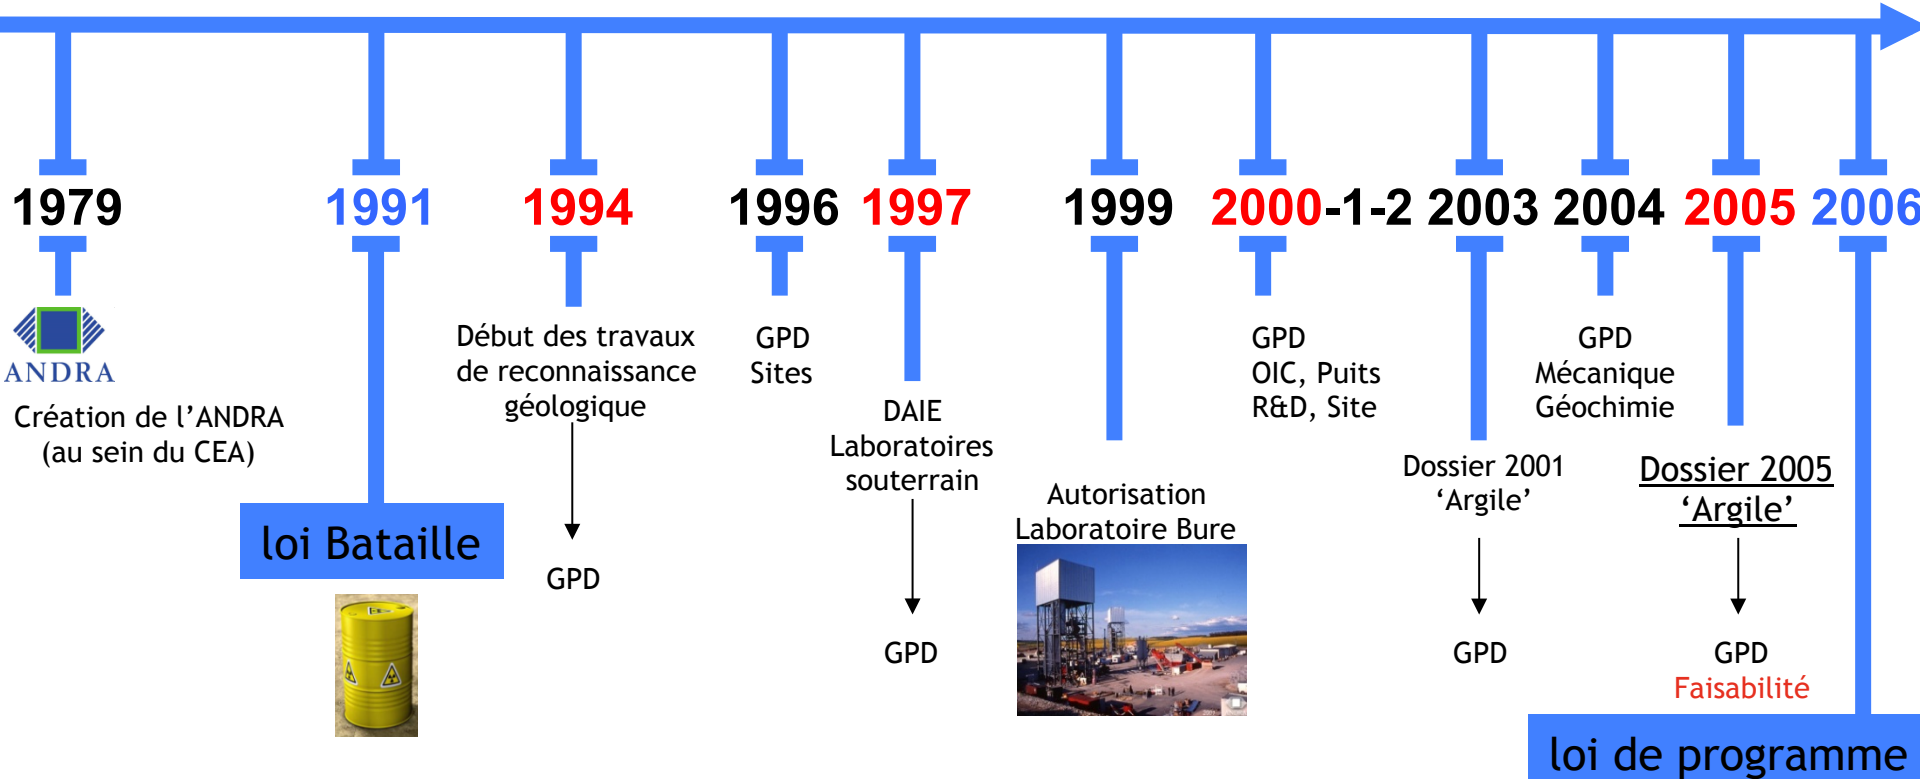 1979
1991
1994
1996
1997
1999
2000-1-2
2003
2004
2005
2006
ANDRA
Création de l’ANDRA
(au sein du CEA)
loi Bataille
Début des travaux
de reconnaissance
géologique
GPD
GPD
Sites
DAIE
Laboratoires
souterrain
GPD
Autorisation
Laboratoire Bure
GPD
OIC, Puits
R&D, Site
Dossier 2001
‘Argile’
GPD
GPD
Mécanique
Géochimie
Dossier 2005
‘Argile’
GPD
Faisabilité
loi de programme